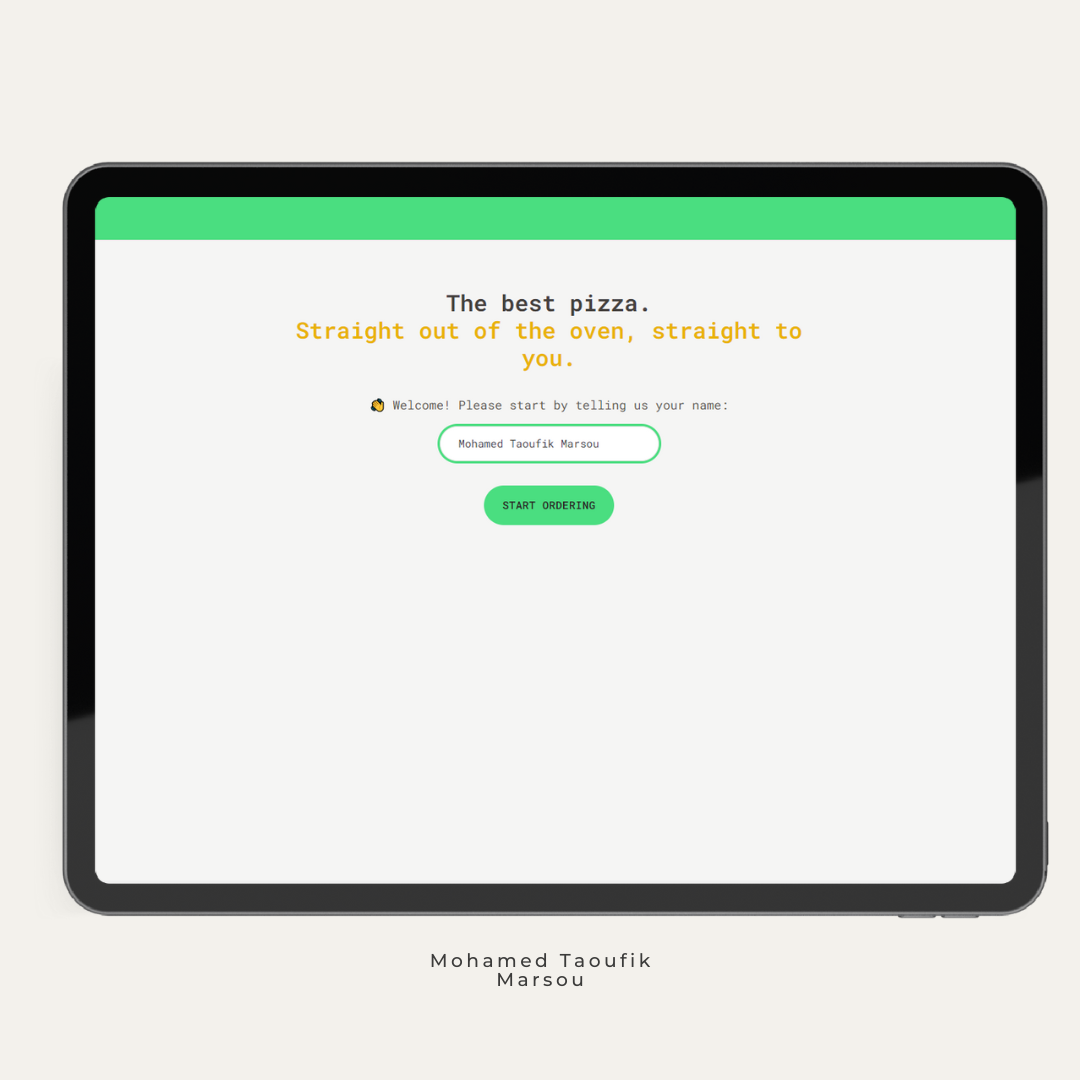 The best pizza.
Straight out of the oven, straight to
you.
👋 Welcome! Please start by telling us your name:
Mohamed Taoufik Marsou
START ORDERING
Mohamed Taoufik
Marsou